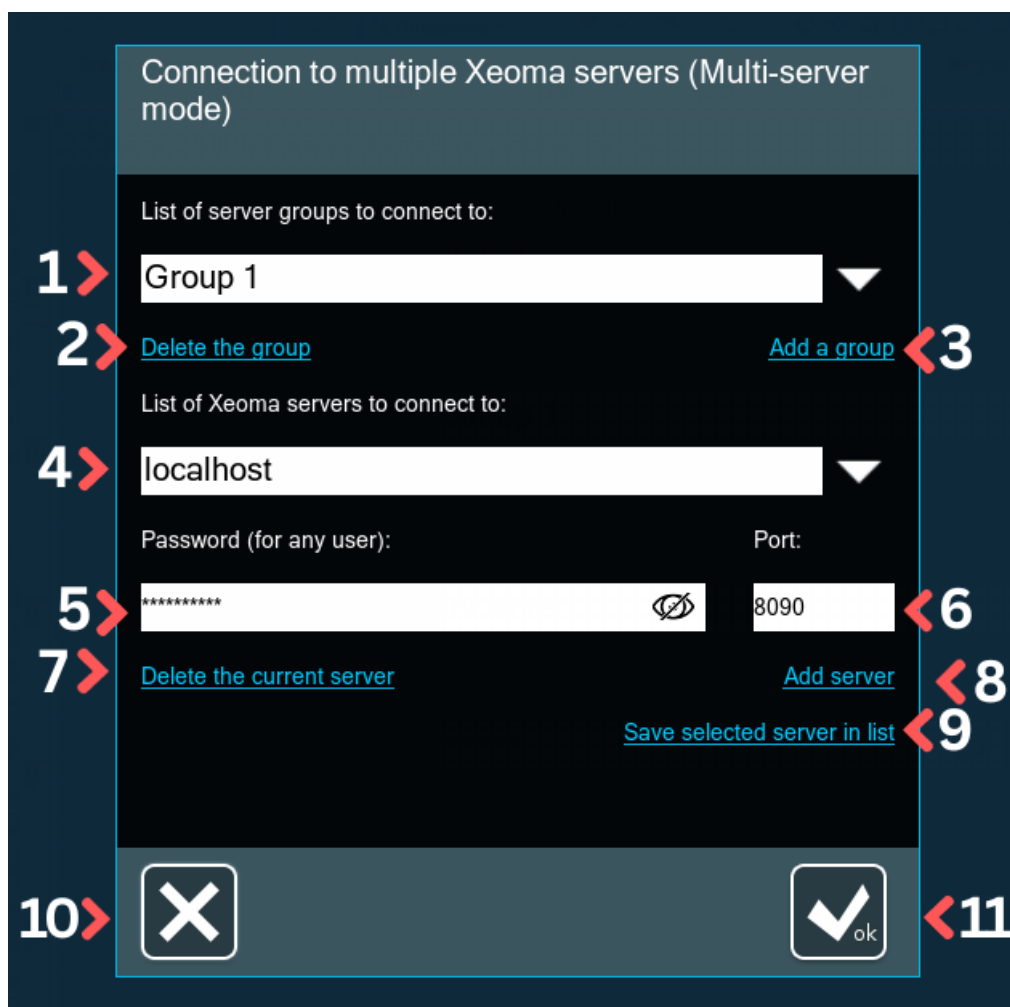 Connection to multiple Xeoma servers (Multi-server
mode)
List of server groups to connect to:
1 Group 1
2 Delete the group Add a group 3
List of Xeoma servers to connect to:
4 localhost
Password (for any user): Port:
5 ********** 8090 6
7 Delete the current server Add server 8
Save selected server in list 9
10 ok 11